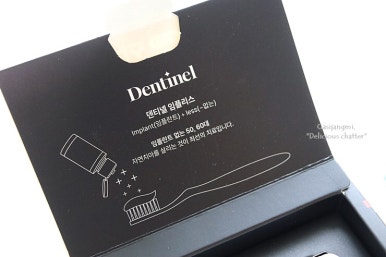 Dentinel
덴티넬 임플리스
Implant(임플란트) + less(~없는)
임플란트 없는 50, 60대
자연치아를 살리는 것이 최선의 치료입니다.
"Delicious chatter"